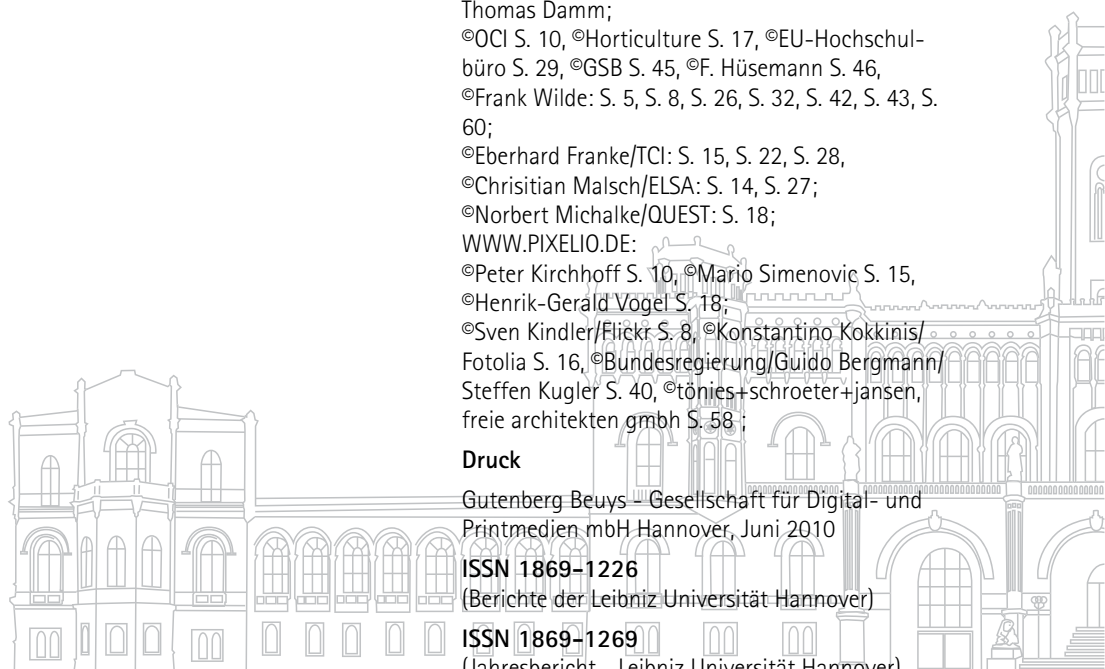 Thomas Damm;
©OCI S. 10, ©Horticulture S. 17, ©EU-Hochschul-
büro S. 29, ©GSB S. 45, ©F. Hüsemann S. 46,
©Frank Wilde: S. 5, S. 8, S. 26, S. 32, S. 42, S. 43, S.
60;
©Eberhard Franke/TCI: S. 15, S. 22, S. 28,
©Chrisitian Malsch/ELSA: S. 14, S. 27;
©Norbert Michalke/QUEST: S. 18;
WWW.PIXELIO.DE:
©Peter Kirchhoff S. 10, ©Mario Simenovic S. 15,
©Henrik-Gerald Vogel S. 18;
©Sven Kindler/Flickr S. 8, ©Konstantino Kokkinis/
Fotolia S. 16, ©Bundesregierung/Guido Bergmann/
Steffen Kugler S. 40, ©tönies+schroeter+jansen,
freie architekten gmbh S. 58 ;
Druck
Gutenberg Beuys - Gesellschaft für Digital- und
Printmedien mbH Hannover, Juni 2010
ISSN 1869-1226
(Berichte der Leibniz Universität Hannover)
ISSN 1869-1269
(Jahresbericht - Leibniz Universität Hannover)